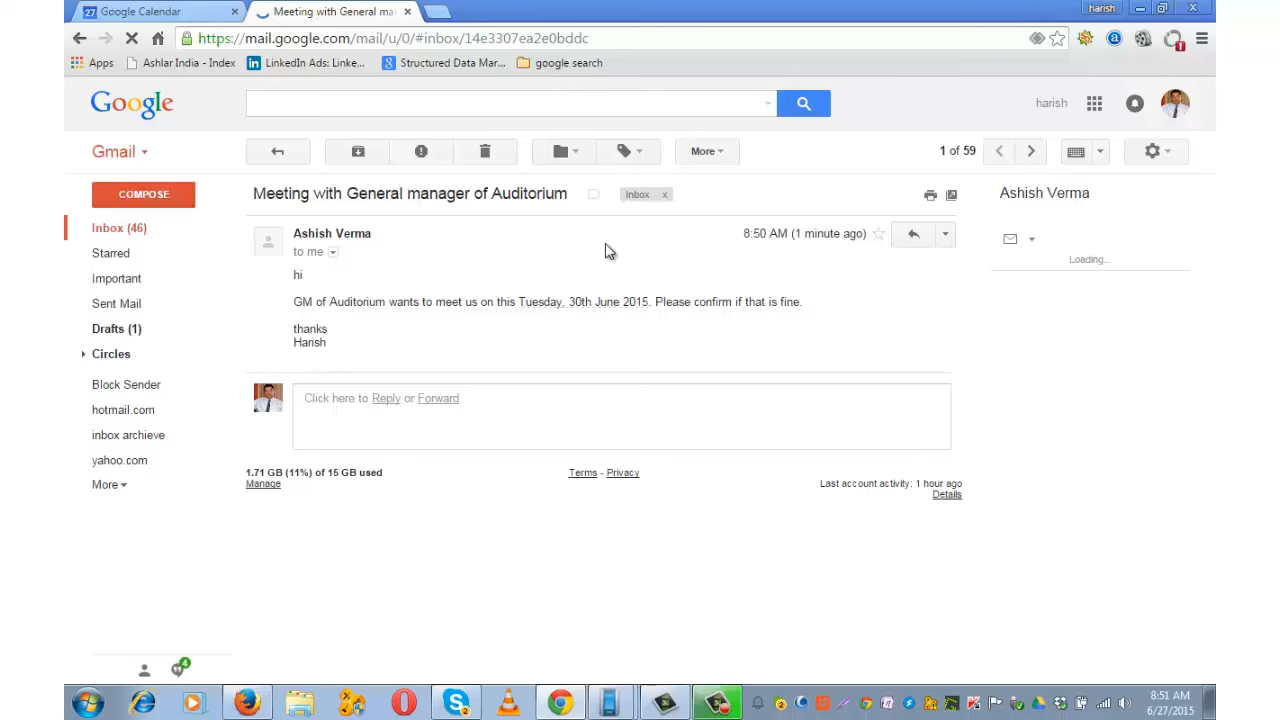 27 Google Calendar × Meeting with General ma ×
harish
https://mail.google.com/mail/u/0/#inbox/14e3307ea2e0bddc
Apps Ashlar India - Index in LinkedIn Ads: Linke... 8 Structured Data Mar... google search
Google harish
Gmail More 1 of 59
COMPOSE
Meeting with General manager of Auditorium Inbox x
Ashish Verma
Inbox (46)
Starred
Important
Sent Mail
Drafts (1)
Circles
Block Sender
hotmail.com
inbox archieve
yahoo.com
More
Ashish Verma 8:50 AM (1 minute ago)
to me
hi
GM of Auditorium wants to meet us on this Tuesday, 30th June 2015. Please confirm if that is fine.
thanks
Harish
Loading...
Click here to Reply or Forward
1.71 GB (11%) of 15 GB used
Manage
Terms - Privacy
Last account activity: 1 hour ago
Details
4
8:51 AM
6/27/2015